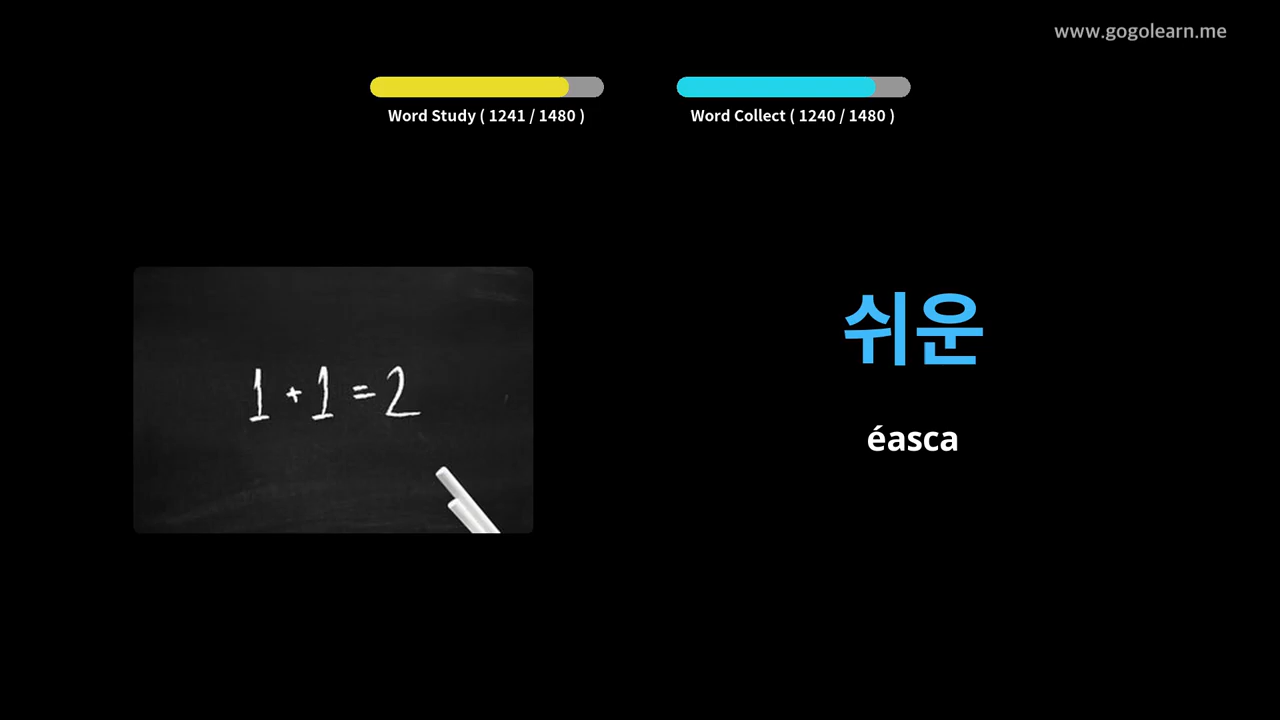 www.gogolearn.me
Word Study ( 1241 / 1480 )
Word Collect ( 1240 / 1480 )
1 + 1 = 2
쉬운
éasca